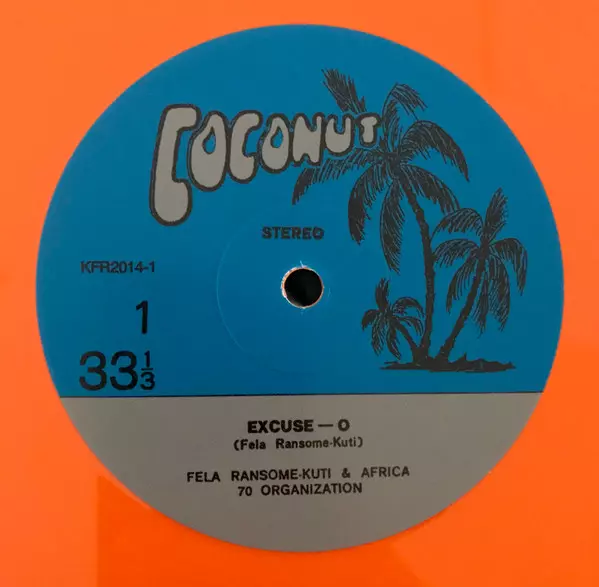 COCONUT
STEREO
KFR2014-1
1
33 1/3
EXCUSE — O
(Fela Ransome-Kuti)
FELA RANSOME-KUTI & AFRICA
70 ORGANIZATION